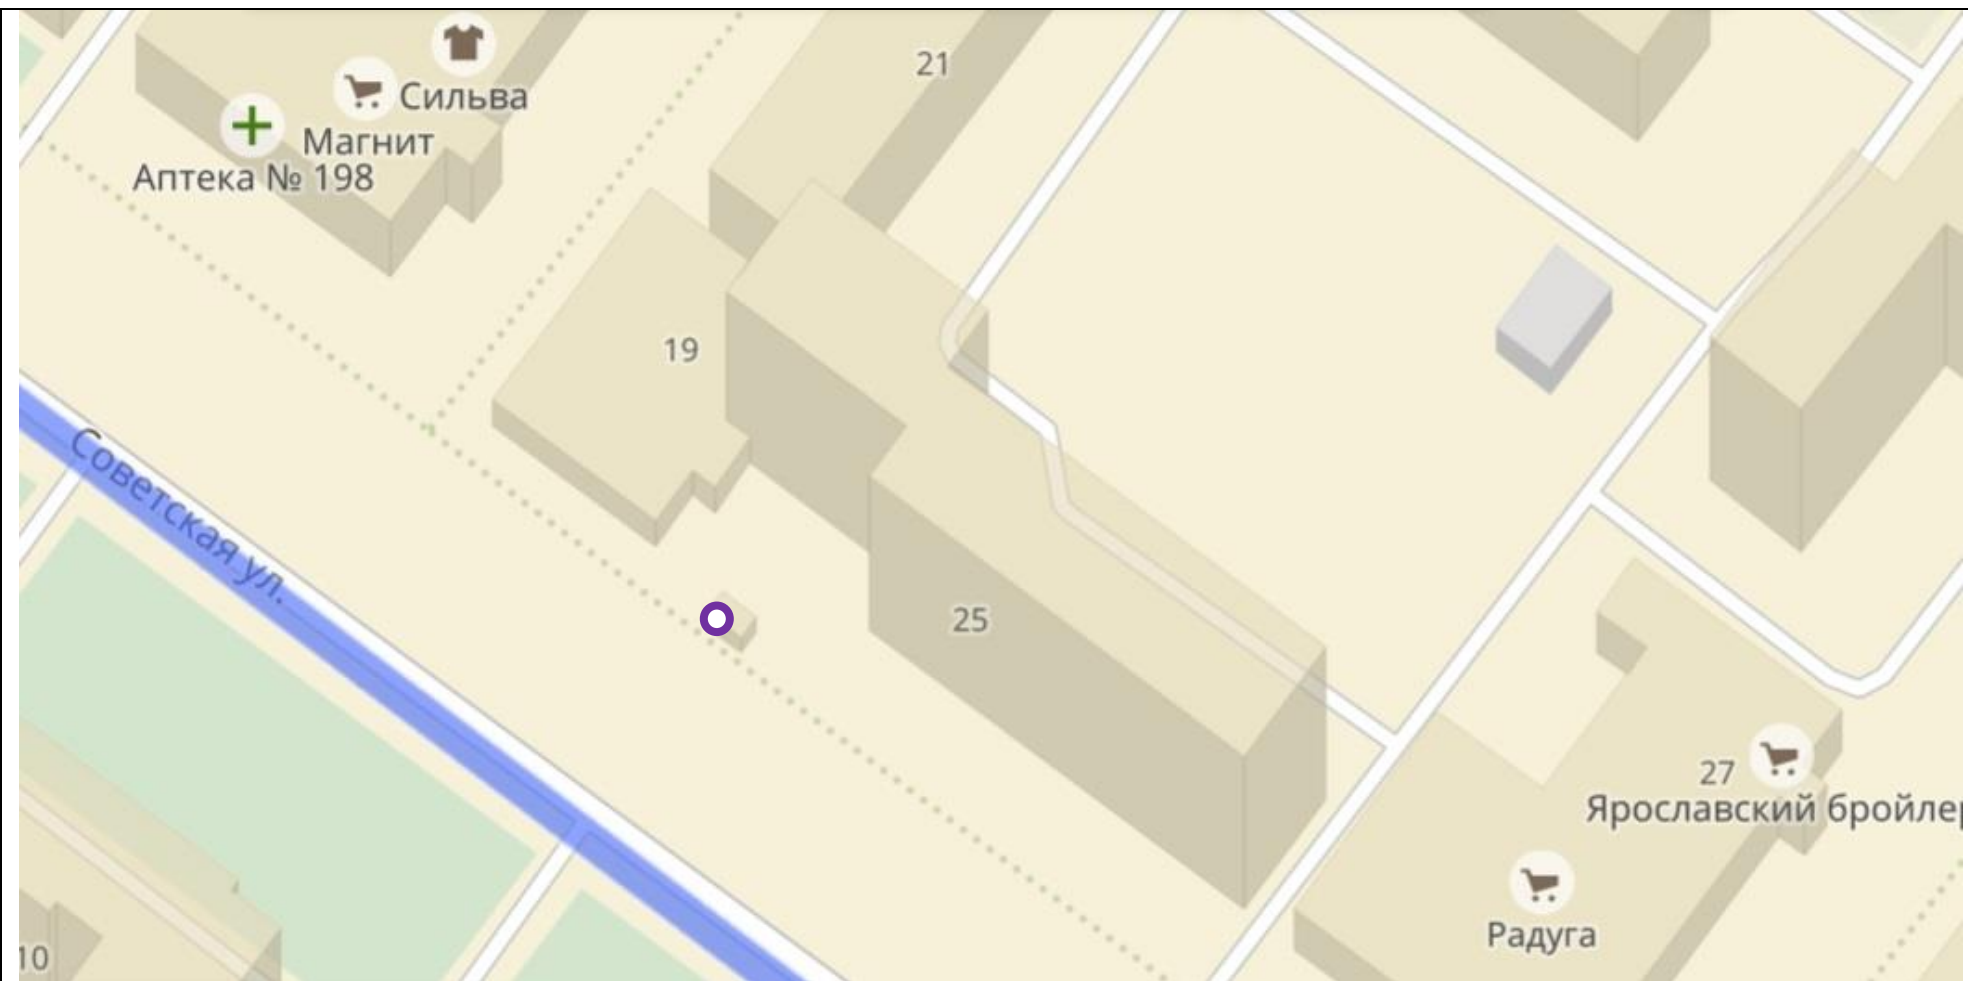 21
Сильва
Магнит
Аптека № 198
19
Советская ул.
25
27
Ярославский бройлер
Радуга
10